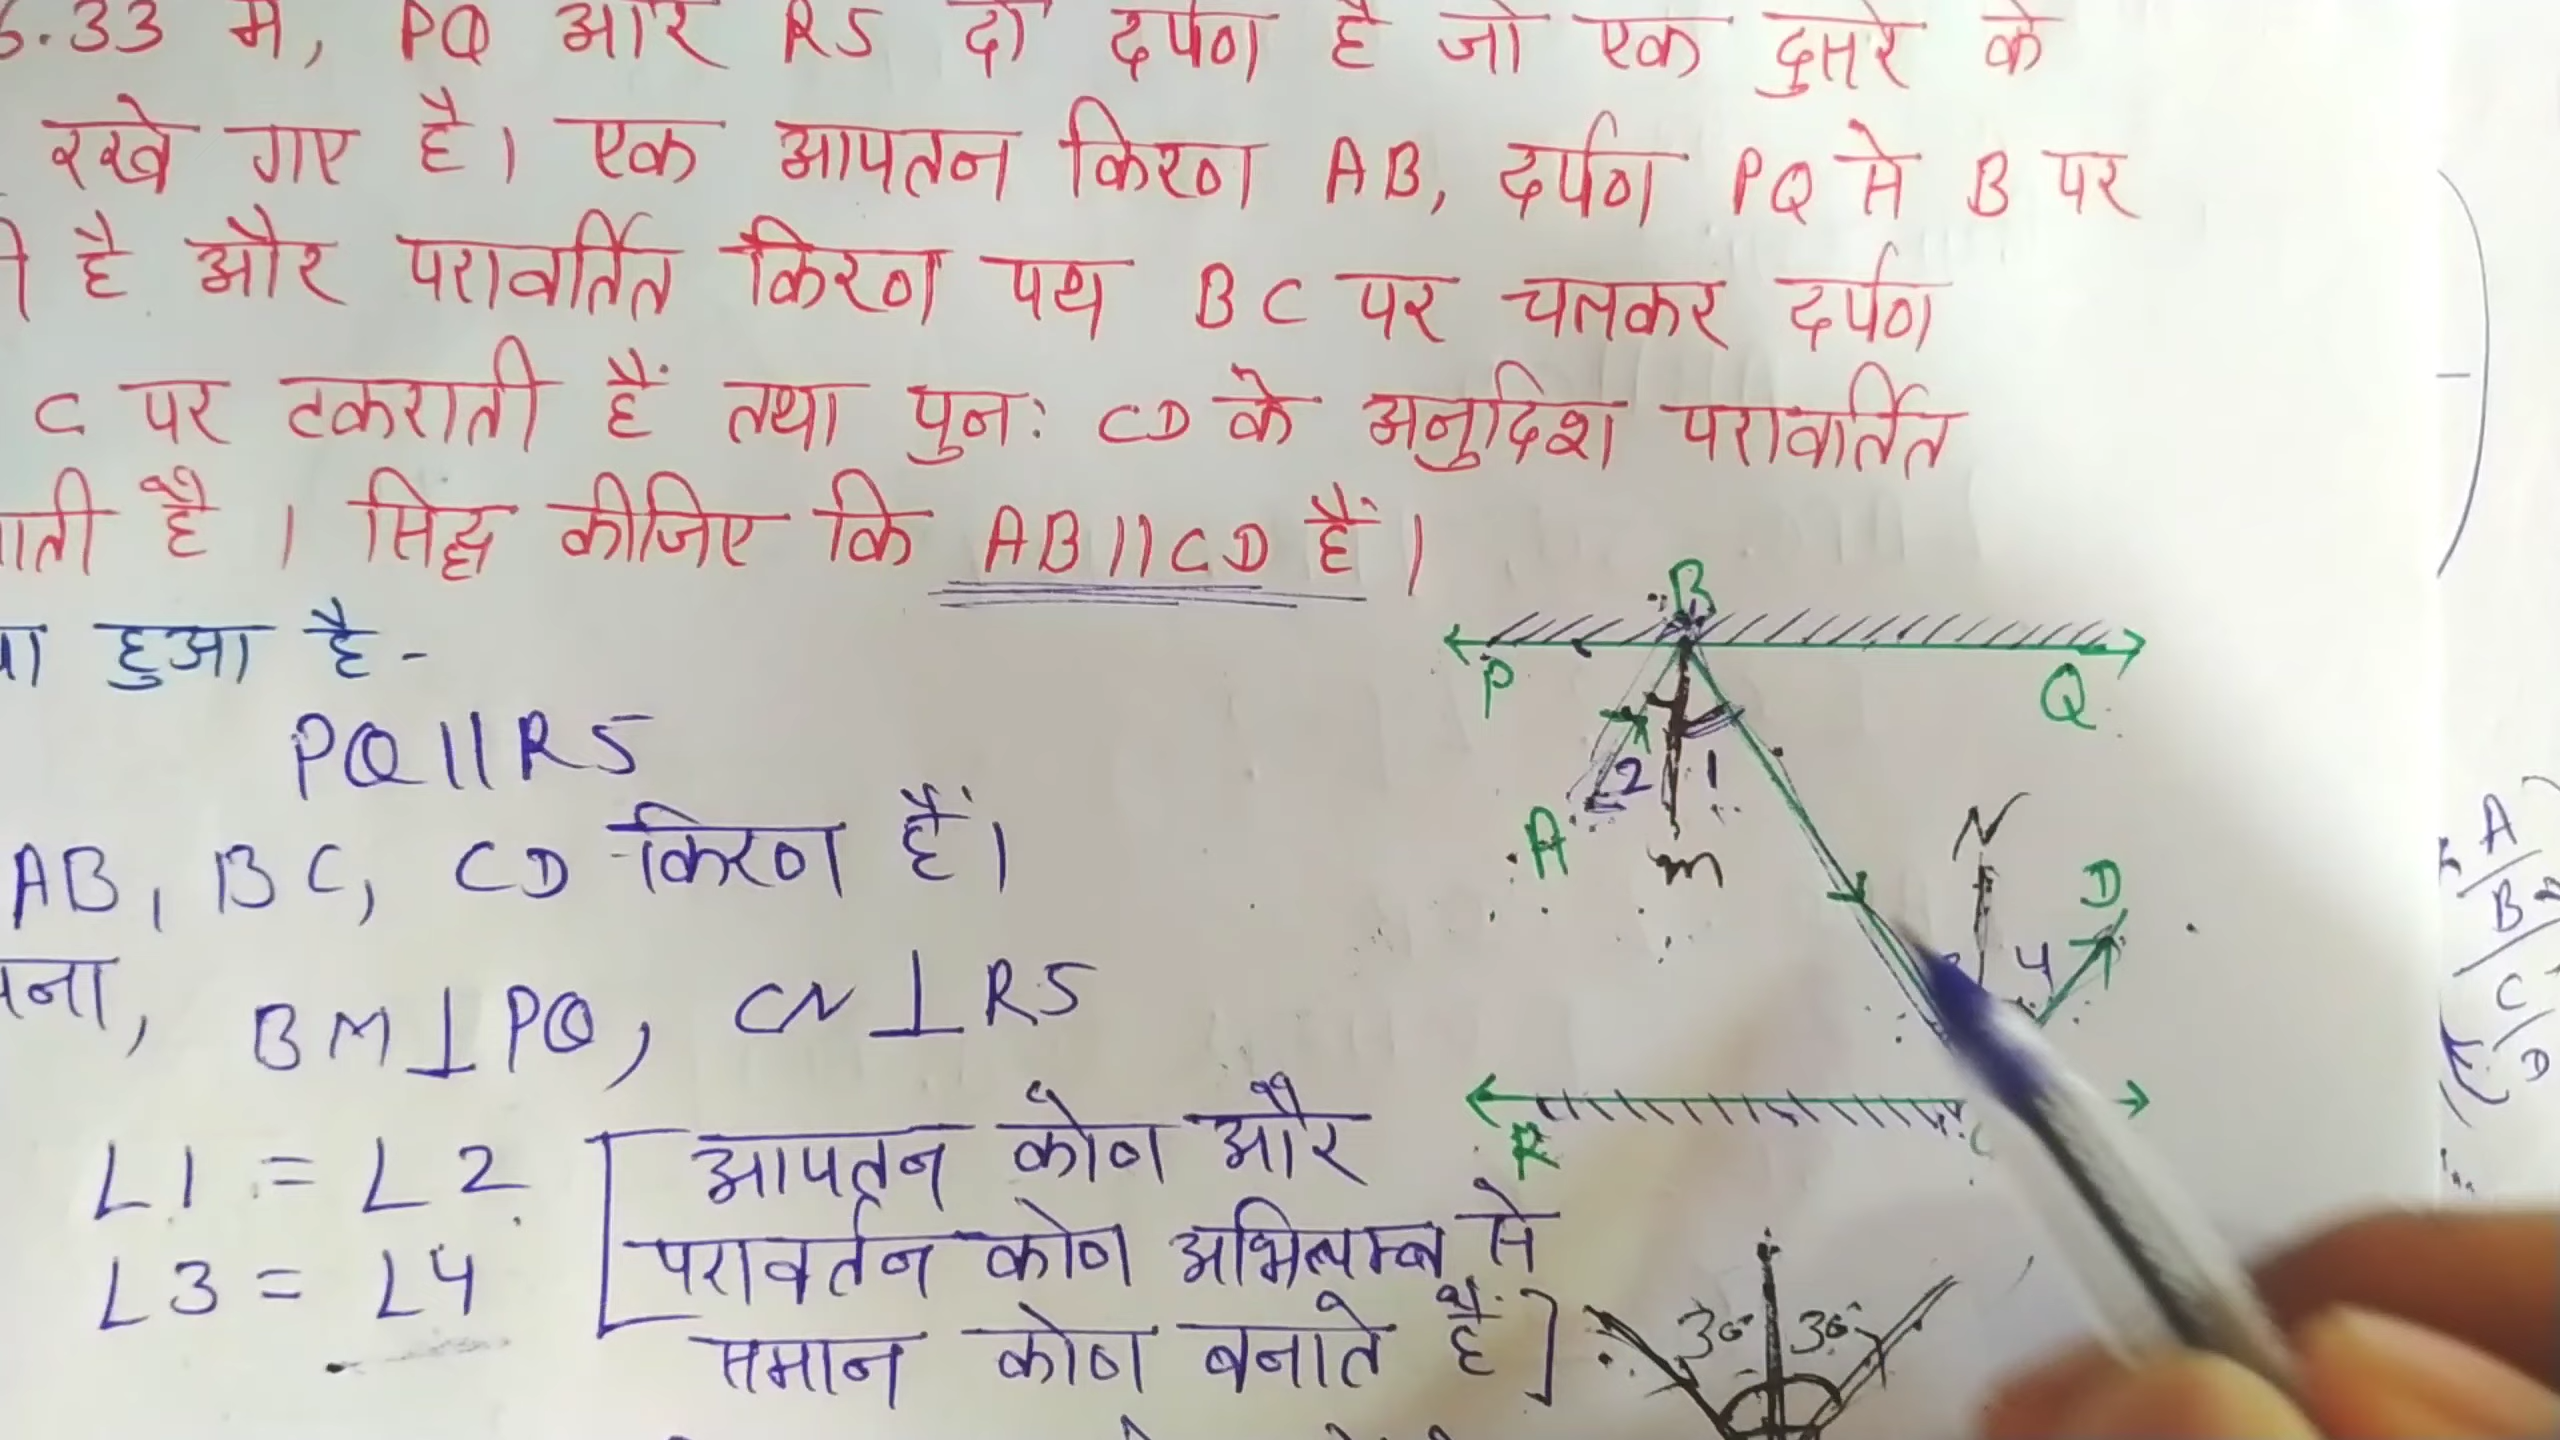 6.33 में, PQ और RS दो दर्पण है जो एक दुसरे के
रखे गए है। एक आपतन किरण AB, दर्पण PQ से B पर
है और परावर्तित किरण पथ BC पर चलकर दर्पण
C पर टकराती हैं तथा पुनः CD के अनुदिश परावर्तित
है। सिद्ध कीजिए कि AB||CD हैं।
हुआ है-
PQ||RS
AB, BC, CD किरण हैं।
BM⊥PQ, CN⊥RS
∠1 = ∠2
∠3 = ∠4
[आपतन कोण और
परावर्तन कोण अभिलम्ब से
समान कोण बनाते हैं]
B
P
Q
2
1
A
m
N
D
4
R
30°
30°
A
B
C
D